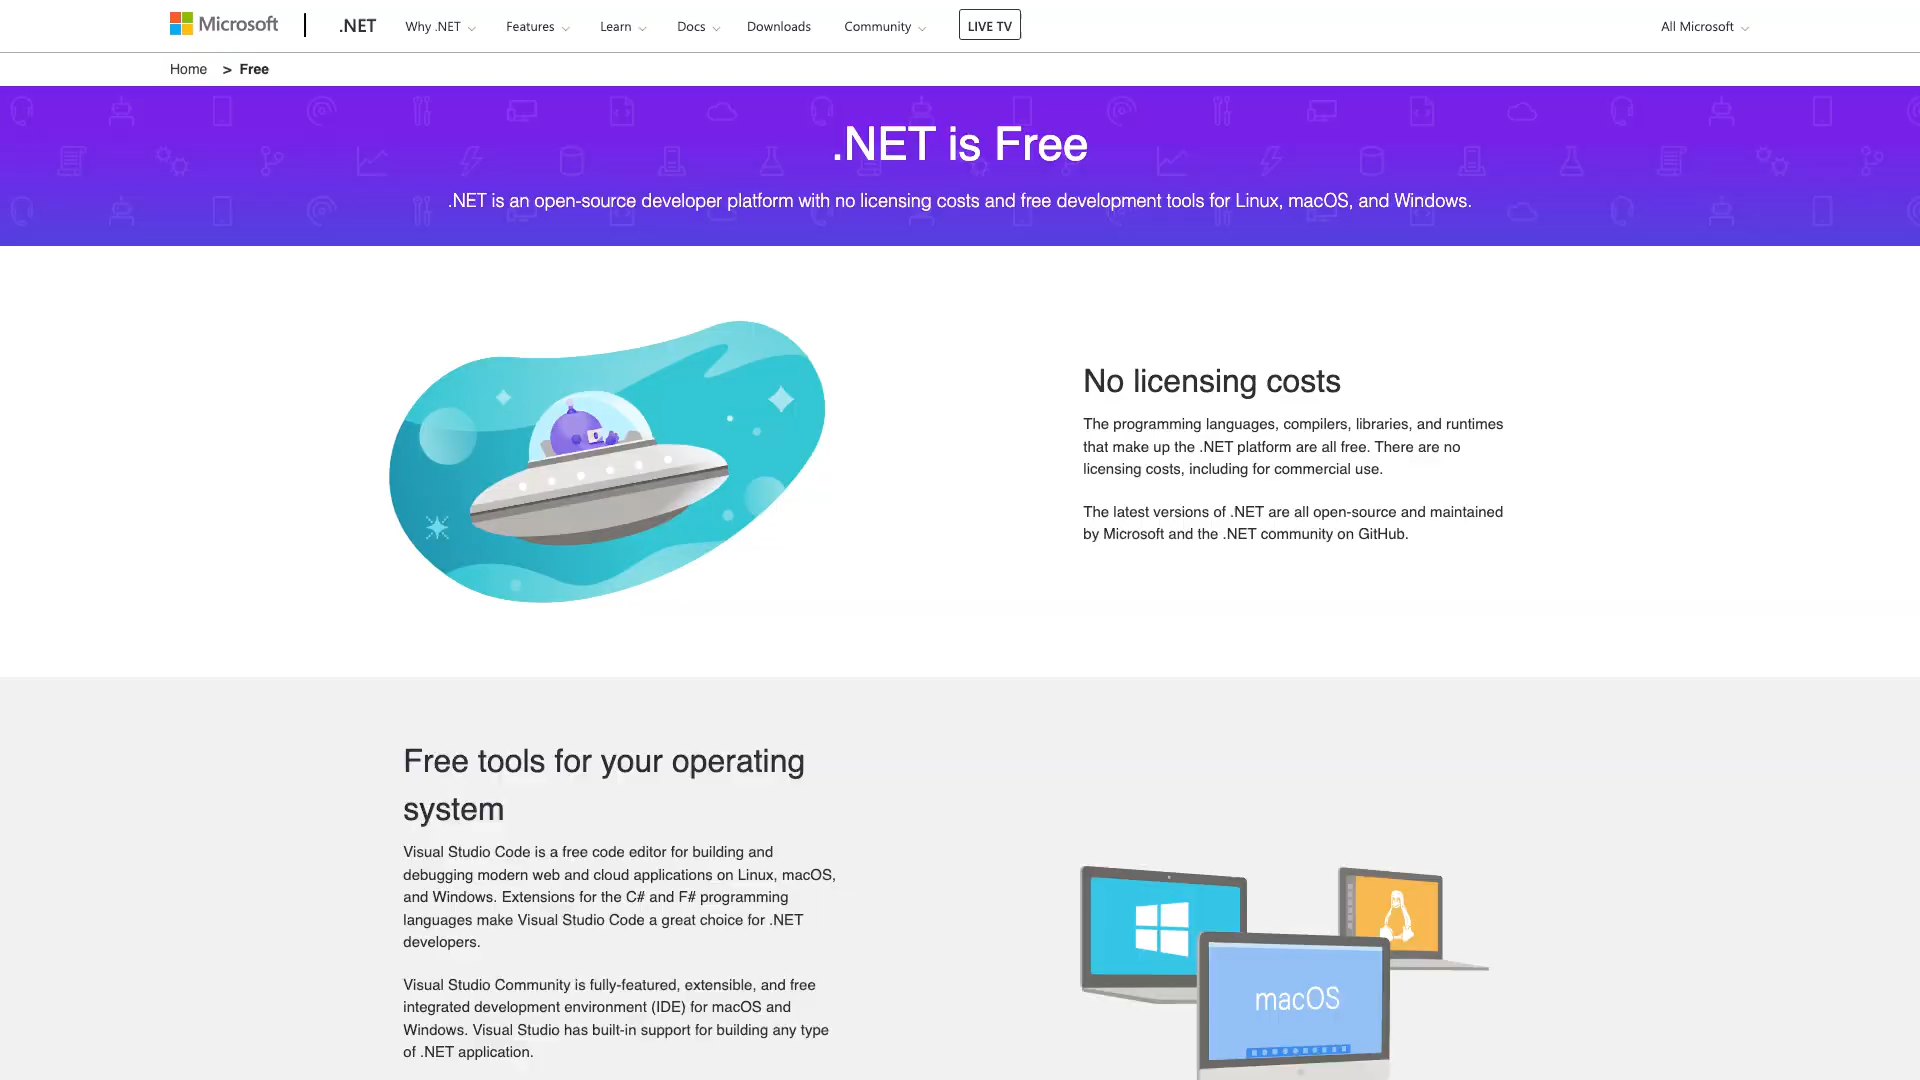 Microsoft
.NET
Why .NET
Features
Learn
Docs
Downloads
Community
LIVE TV
All Microsoft
Home > Free
.NET is Free
.NET is an open-source developer platform with no licensing costs and free development tools for Linux, macOS, and Windows.
No licensing costs
The programming languages, compilers, libraries, and runtimes
that make up the .NET platform are all free. There are no
licensing costs, including for commercial use.
The latest versions of .NET are all open-source and maintained
by Microsoft and the .NET community on GitHub.
Free tools for your operating
system
Visual Studio Code is a free code editor for building and
debugging modern web and cloud applications on Linux, macOS,
and Windows. Extensions for the C# and F# programming
languages make Visual Studio Code a great choice for .NET
developers.
Visual Studio Community is fully-featured, extensible, and free
integrated development environment (IDE) for macOS and
Windows. Visual Studio has built-in support for building any type
of .NET application.
macOS